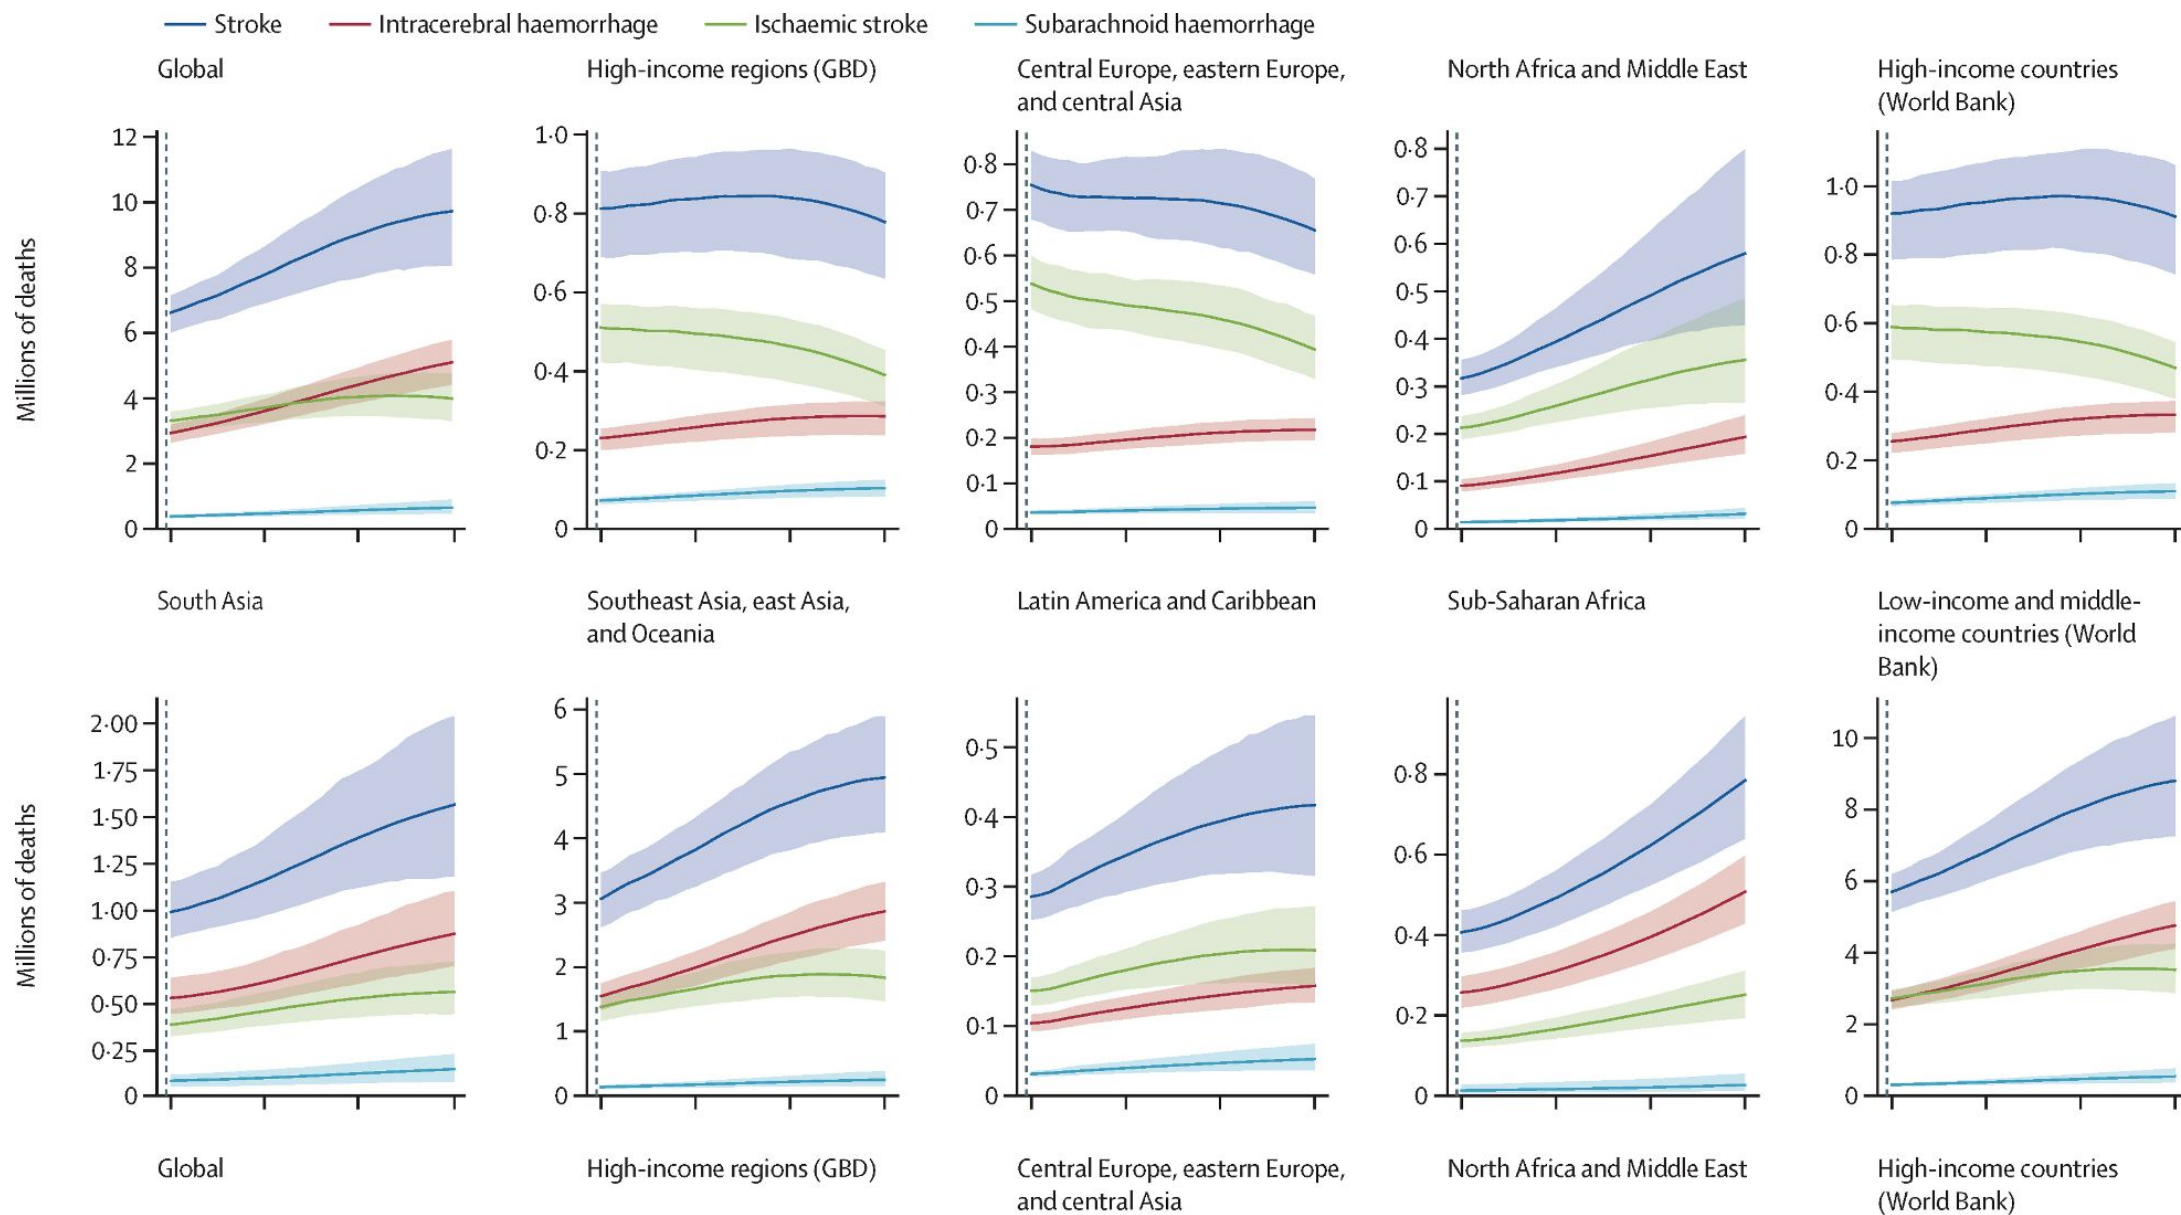 Stroke Intracerebral haemorrhage Ischaemic stroke Subarachnoid haemorrhage
Global
High-income regions (GBD)
Central Europe, eastern Europe,
and central Asia
North Africa and Middle East
High-income countries
(World Bank)
Millions of deaths
12
10
8
6
4
2
0
1·0
0·8
0·6
0·4
0·2
0
0·8
0·7
0·6
0·5
0·4
0·3
0·2
0·1
0
0·8
0·7
0·6
0·5
0·4
0·3
0·2
0·1
0
1·0
0·8
0·6
0·4
0·2
0
South Asia
Southeast Asia, east Asia,
and Oceania
Latin America and Caribbean
Sub-Saharan Africa
Low-income and middle-
income countries (World
Bank)
Millions of deaths
2·00
1·75
1·50
1·25
1·00
0·75
0·50
0·25
0
6
5
4
3
2
1
0
0·5
0·4
0·3
0·2
0·1
0
0·8
0·6
0·4
0·2
0
10
8
6
4
2
0
Global
High-income regions (GBD)
Central Europe, eastern Europe,
and central Asia
North Africa and Middle East
High-income countries
(World Bank)